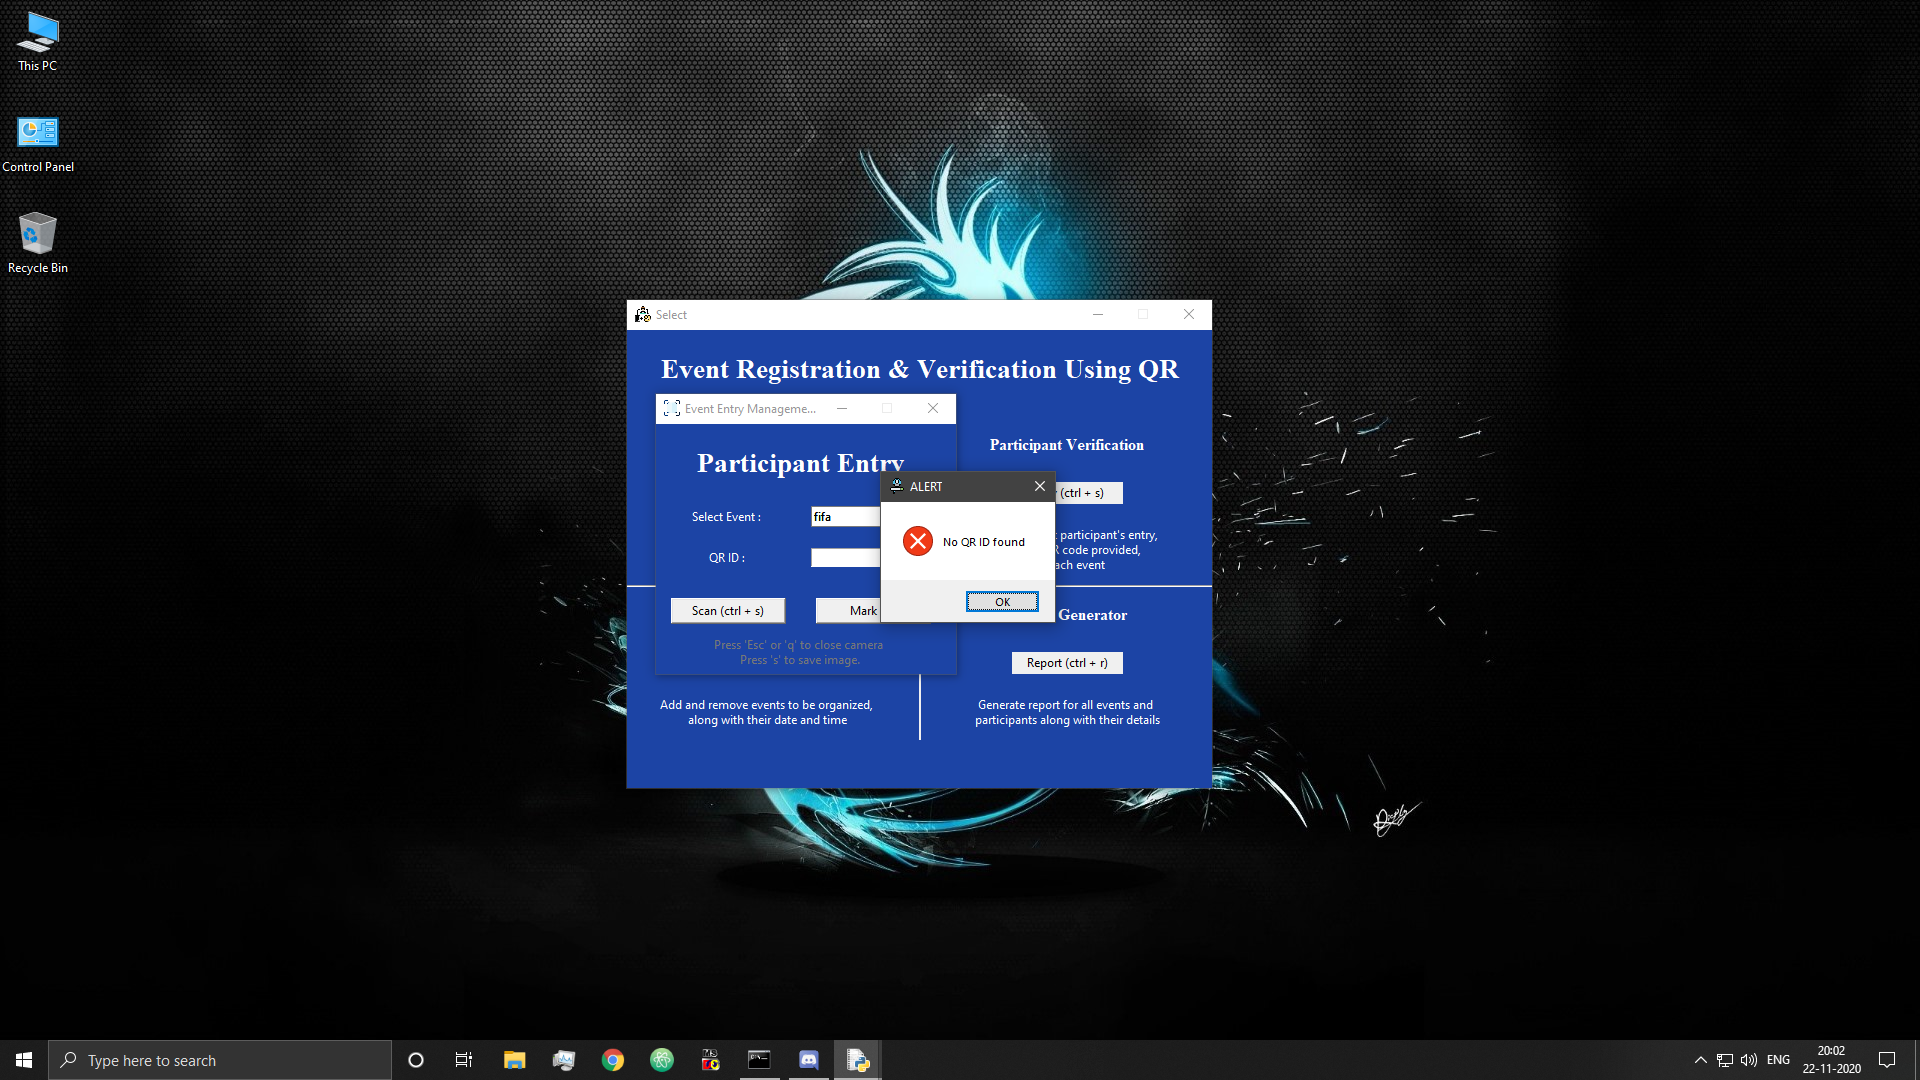 This PC
Control Panel
Recycle Bin
Select
Event Registration & Verification Using QR
Event Entry Manageme...
Participant Entry
Select Event :
fifa
QR ID :
Scan (ctrl + s)
Mark
Press 'Esc' or 'q' to close camera
Press 's' to save image.
ALERT
No QR ID found
OK
Participant Verification
(ctrl + s)
participant's entry,
code provided,
event
Generator
Report (ctrl + r)
Add and remove events to be organized,
along with their date and time
Generate report for all events and
participants along with their details
Type here to search
ENG
20:02
22-11-2020